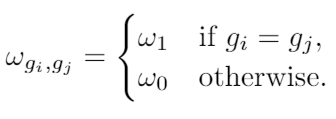 ω_{g_i,g_j} = { ω_1 if g_i = g_j,
ω_0 otherwise.